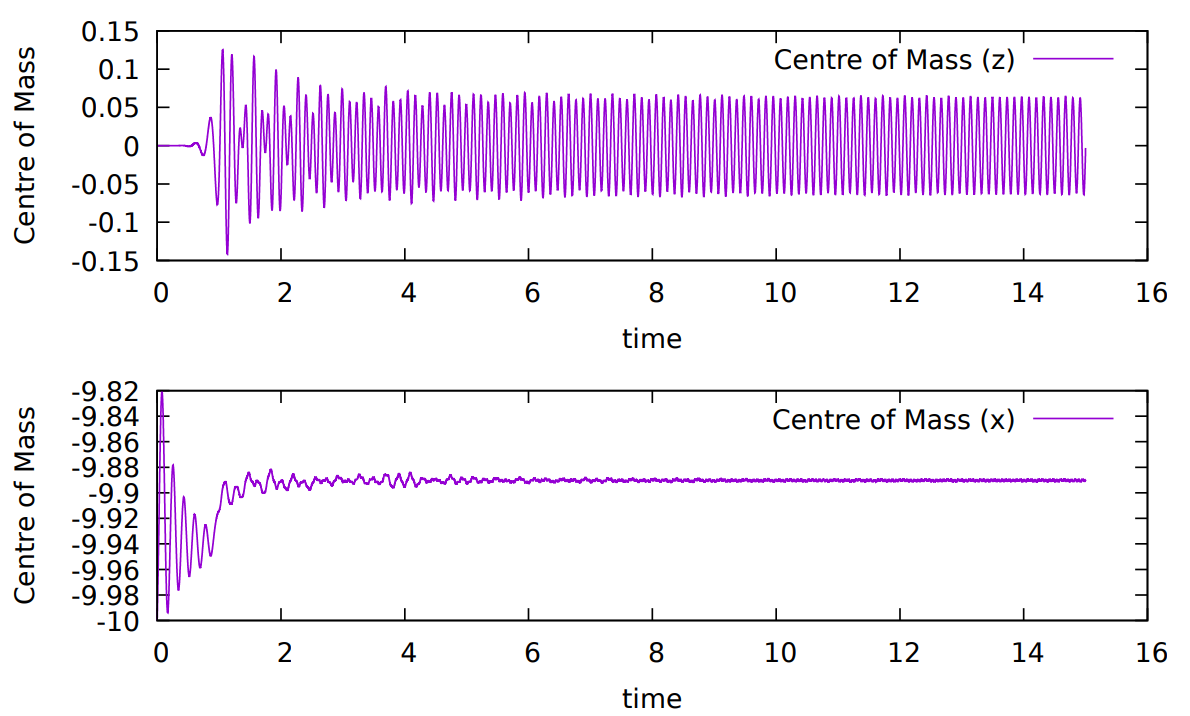 Centre of Mass
0.15
0.1
0.05
0
-0.05
-0.1
-0.15
Centre of Mass (z)
0 2 4 6 8 10 12 14 16
time
Centre of Mass
-9.82
-9.84
-9.86
-9.88
-9.9
-9.92
-9.94
-9.96
-9.98
-10
Centre of Mass (x)
0 2 4 6 8 10 12 14 16
time